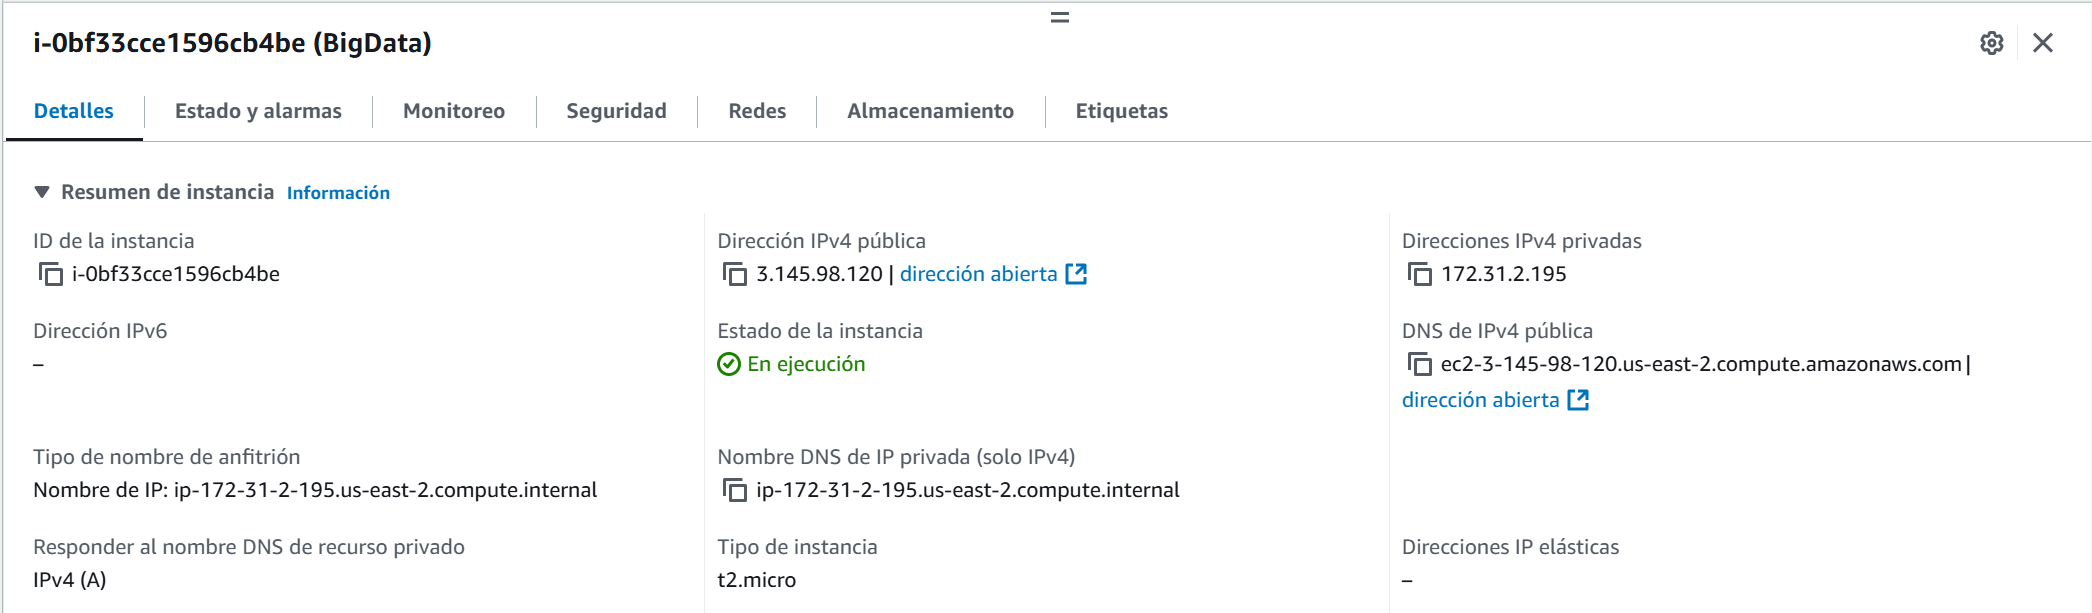 i-0bf33cce1596cb4be (BigData)
Detalles
Estado y alarmas
Monitoreo
Seguridad
Redes
Almacenamiento
Etiquetas
Resumen de instancia Información
ID de la instancia
i-0bf33cce1596cb4be
Dirección IPv4 pública
3.145.98.120 | dirección abierta
Direcciones IPv4 privadas
172.31.2.195
Dirección IPv6
–
Estado de la instancia
En ejecución
DNS de IPv4 pública
ec2-3-145-98-120.us-east-2.compute.amazonaws.com |
dirección abierta
Tipo de nombre de anfitrión
Nombre de IP: ip-172-31-2-195.us-east-2.compute.internal
Nombre DNS de IP privada (solo IPv4)
ip-172-31-2-195.us-east-2.compute.internal
Responder al nombre DNS de recurso privado
IPv4 (A)
Tipo de instancia
t2.micro
Direcciones IP elásticas
–